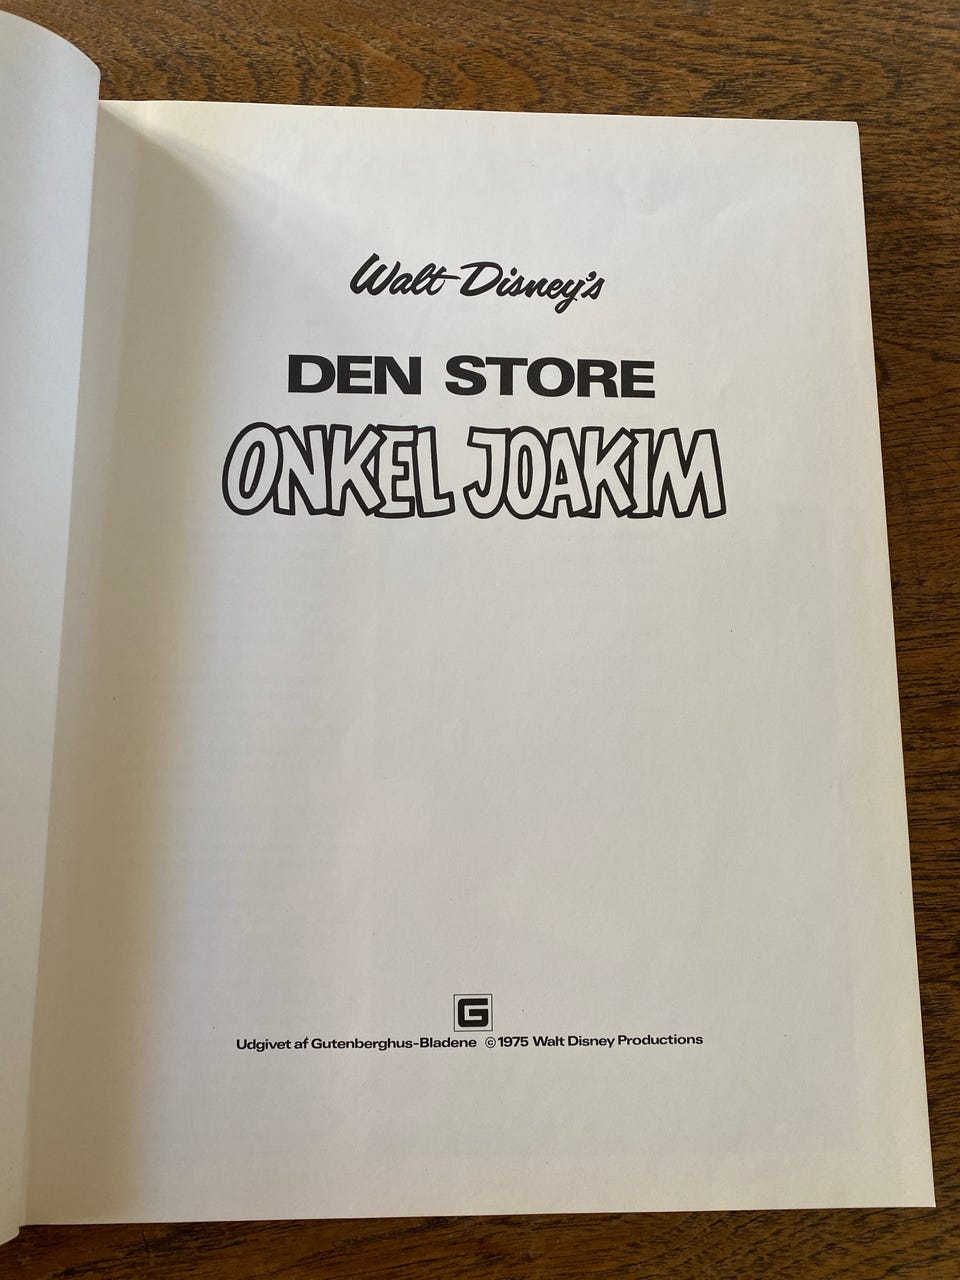 Walt Disney's
DEN STORE
ONKEL JOAKIM
G
Udgivet af Gutenberghus-Bladene ©1975 Walt Disney Productions